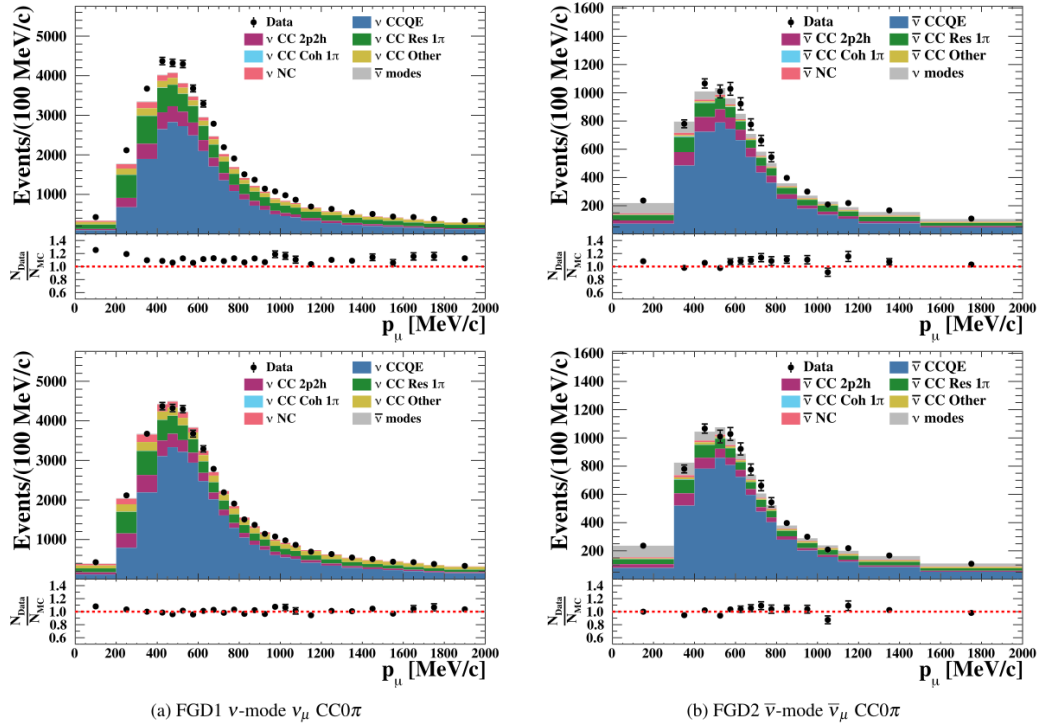 Events/(100 MeV/c)
5000
4000
3000
2000
1000
Data
ν CCQE
ν CC 2p2h
ν CC Res 1π
ν CC Coh 1π
ν CC Other
ν NC
ν̅ modes
N_Data/N_MC
1.4
1.2
1.0
0.8
0.6
0 200 400 600 800 1000 1200 1400 1600 1800 2000
p_μ [MeV/c]
Events/(100 MeV/c)
1600
1400
1200
1000
800
600
400
200
Data
ν̅ CCQE
ν̅ CC 2p2h
ν̅ CC Res 1π
ν̅ CC Coh 1π
ν̅ CC Other
ν̅ NC
ν modes
N_Data/N_MC
1.4
1.2
1.0
0.8
0.6
0 200 400 600 800 1000 1200 1400 1600 1800 2000
p_μ [MeV/c]
Events/(100 MeV/c)
5000
4000
3000
2000
1000
Data
ν CCQE
ν CC 2p2h
ν CC Res 1π
ν CC Coh 1π
ν CC Other
ν NC
ν̅ modes
N_Data/N_MC
1.4
1.2
1.0
0.8
0.6
0 200 400 600 800 1000 1200 1400 1600 1800 2000
p_μ [MeV/c]
Events/(100 MeV/c)
1600
1400
1200
1000
800
600
400
200
Data
ν̅ CCQE
ν̅ CC 2p2h
ν̅ CC Res 1π
ν̅ CC Coh 1π
ν̅ CC Other
ν̅ NC
ν modes
N_Data/N_MC
1.4
1.2
1.0
0.8
0.6
0 200 400 600 800 1000 1200 1400 1600 1800 2000
p_μ [MeV/c]
(a) FGD1 ν-mode ν_μ CC0π
(b) FGD2 ν̅-mode ν̅_μ CC0π